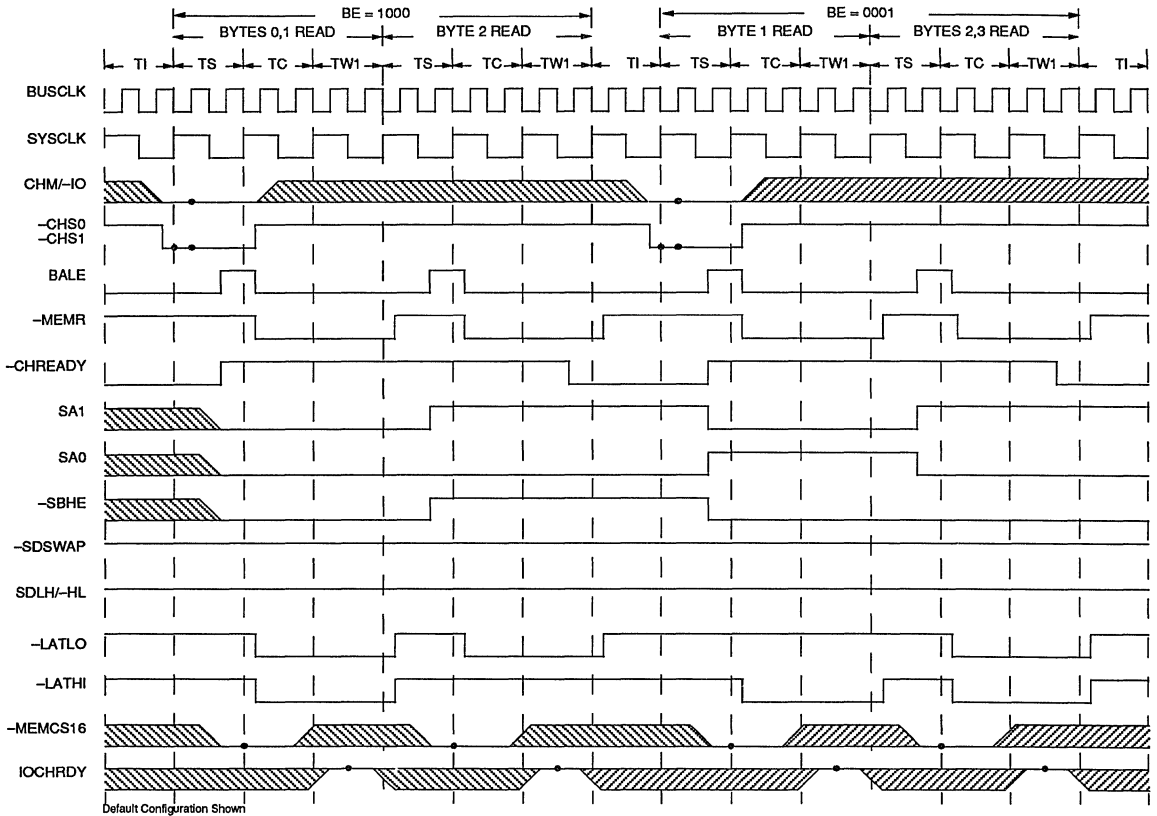 BE = 1000 BE = 0001
BYTES 0,1 READ BYTE 2 READ BYTE 1 READ BYTES 2,3 READ
TI TS TC TW1 TS TC TW1 TI TS TC TW1 TS TC TW1 TI
BUSCLK
SYSCLK
CHM/–IO
–CHS0
–CHS1
BALE
–MEMR
–CHREADY
SA1
SA0
–SBHE
–SDSWAP
SDLH/–HL
–LATLO
–LATHI
–MEMCS16
IOCHRDY
Default Configuration Shown